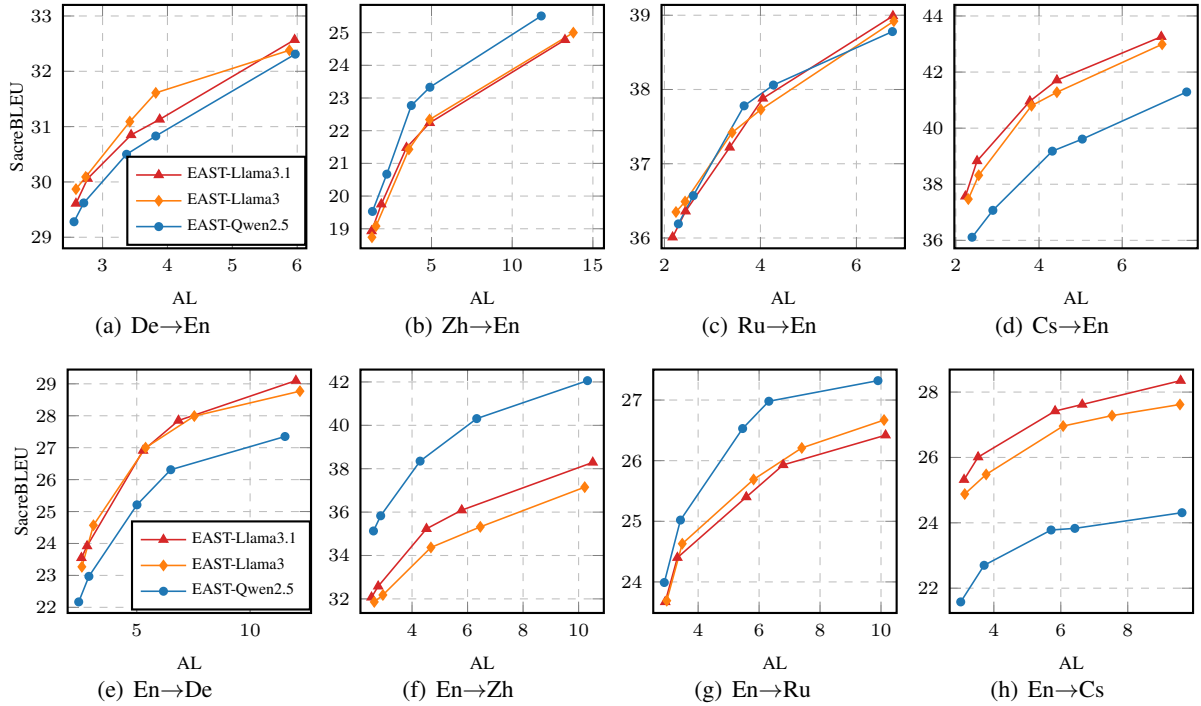 SacreBLEU
33
32
31
30
29
EAST-Llama3.1
EAST-Llama3
EAST-Qwen2.5
3 4 5 6
AL
(a) De→En
25
24
23
22
21
20
19
5 10 15
AL
(b) Zh→En
39
38
37
36
2 4 6
AL
(c) Ru→En
44
42
40
38
36
2 4 6
AL
(d) Cs→En
SacreBLEU
29
28
27
26
25
24
23
22
EAST-Llama3.1
EAST-Llama3
EAST-Qwen2.5
5 10
AL
(e) En→De
42
40
38
36
34
32
4 6 8 10
AL
(f) En→Zh
27
26
25
24
4 6 8 10
AL
(g) En→Ru
28
26
24
22
4 6 8
AL
(h) En→Cs